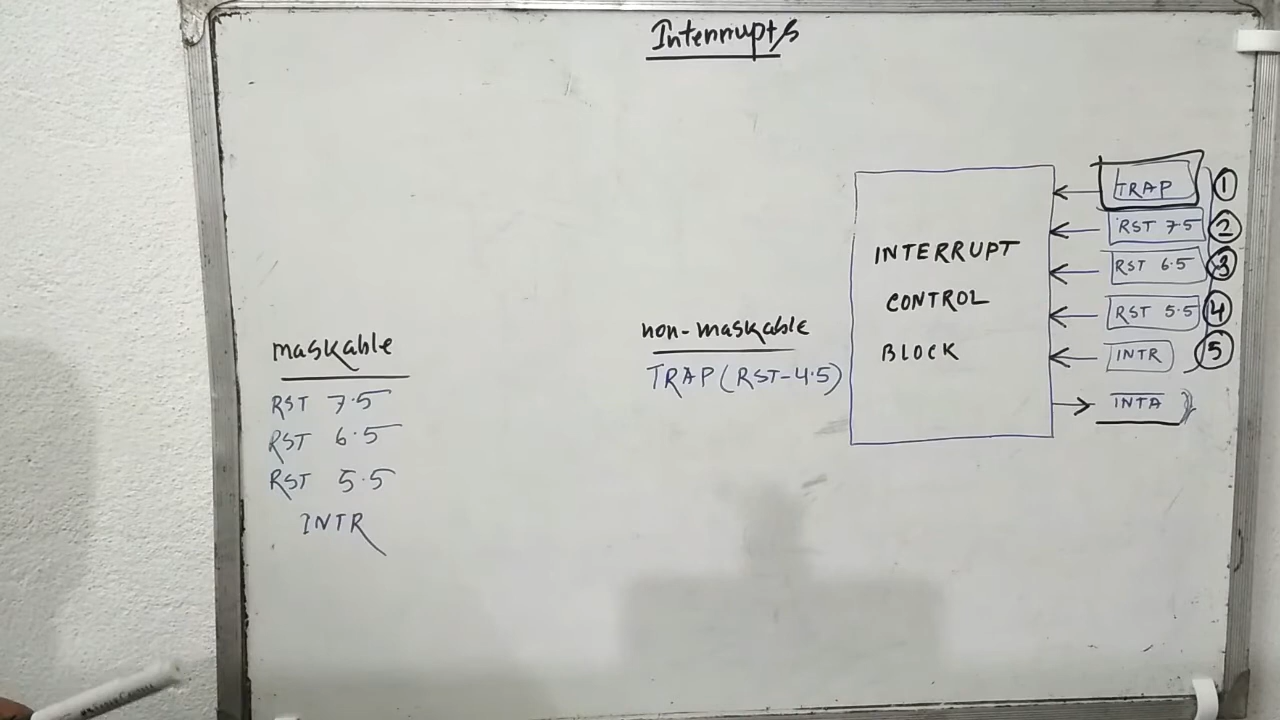 Interrupts
maskable
RST 7.5
RST 6.5
RST 5.5
INTR
non-maskable
TRAP (RST-4.5)
INTERRUPT
CONTROL
BLOCK
TRAP 1
RST 7.5 2
RST 6.5 3
RST 5.5 4
INTR 5
INTA